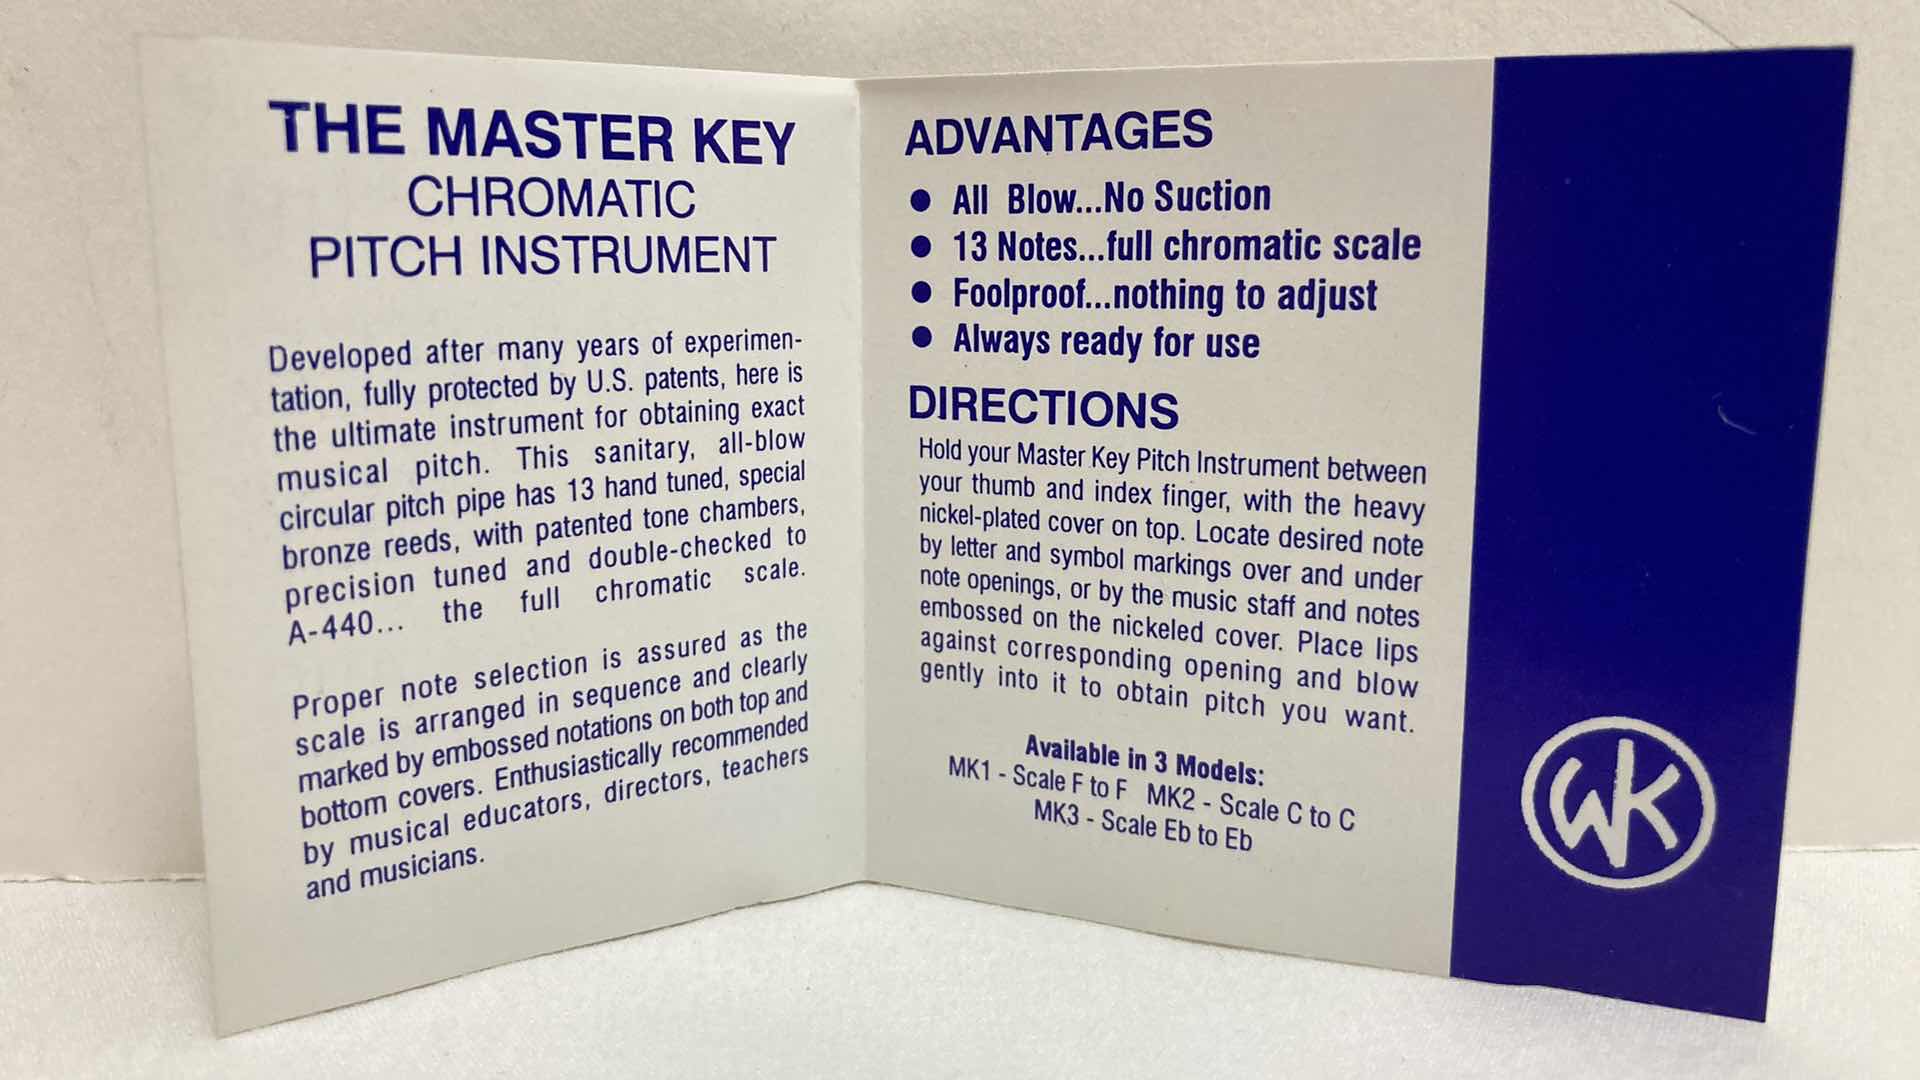 THE MASTER KEY
CHROMATIC
PITCH INSTRUMENT
Developed after many years of experimen-
tation, fully protected by U.S. patents, here is
the ultimate instrument for obtaining exact
musical pitch. This sanitary, all-blow
circular pitch pipe has 13 hand tuned, special
bronze reeds, with patented tone chambers,
precision tuned and double-checked to
A-440... the full chromatic scale.
Proper note selection is assured as the
scale is arranged in sequence and clearly
marked by embossed notations on both top and
bottom covers. Enthusiastically recommended
by musical educators, directors, teachers
and musicians.
ADVANTAGES
● All Blow...No Suction
● 13 Notes...full chromatic scale
● Foolproof...nothing to adjust
● Always ready for use
DIRECTIONS
Hold your Master Key Pitch Instrument between
your thumb and index finger, with the heavy
nickel-plated cover on top. Locate desired note
by letter and symbol markings over and under
note openings, or by the music staff and notes
embossed on the nickeled cover. Place lips
against corresponding opening and blow
gently into it to obtain pitch you want.
Available in 3 Models:
MK1 - Scale F to F MK2 - Scale C to C
MK3 - Scale Eb to Eb
WK